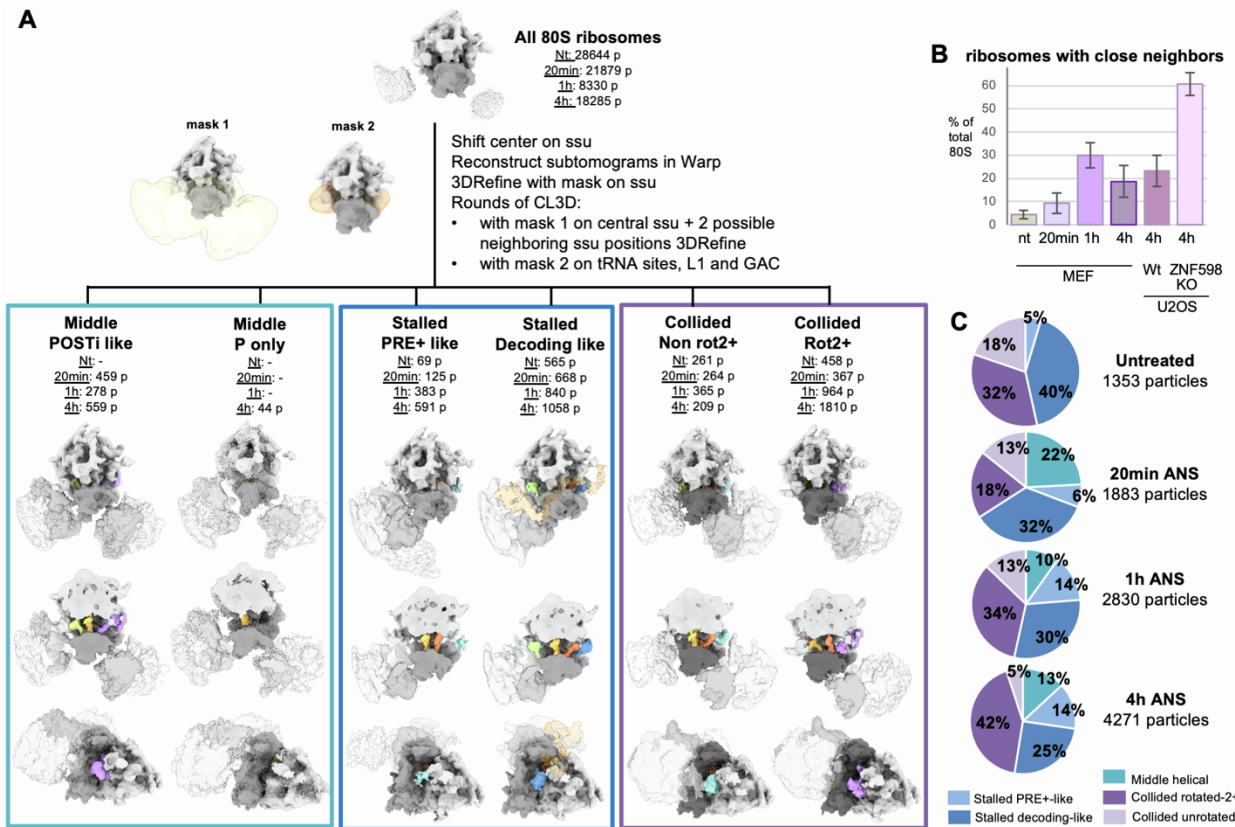 A
All 80S ribosomes
Nt: 28644 p
20min: 21879 p
1h: 8330 p
4h: 18285 p
mask 1
mask 2
Shift center on ssu
Reconstruct subtomograms in Warp
3DRefine with mask on ssu
Rounds of CL3D:
• with mask 1 on central ssu + 2 possible
neighboring ssu positions 3DRefine
• with mask 2 on tRNA sites, L1 and GAC
Middle
POSTi like
Nt: -
20min: 459 p
1h: 278 p
4h: 559 p
Middle
P only
Nt: -
20min: -
1h: -
4h: 44 p
Stalled
PRE+ like
Nt: 69 p
20min: 125 p
1h: 383 p
4h: 591 p
Stalled
Decoding like
Nt: 565 p
20min: 668 p
1h: 840 p
4h: 1058 p
Collided
Non rot2+
Nt: 261 p
20min: 264 p
1h: 365 p
4h: 209 p
Collided
Rot2+
Nt: 458 p
20min: 367 p
1h: 964 p
4h: 1810 p
B
ribosomes with close neighbors
% of
total
80S
60
50
40
30
20
10
0
nt 20min 1h 4h 4h 4h
MEF
Wt ZNF598
KO
U2OS
C
5%
18%
32%
40%
Untreated
1353 particles
13%
22%
18%
6%
32%
20min ANS
1883 particles
13%
10%
14%
34%
30%
1h ANS
2830 particles
5%
13%
14%
42%
25%
4h ANS
4271 particles
Middle helical
Stalled PRE+-like
Collided rotated-2+
Stalled decoding-like
Collided unrotated